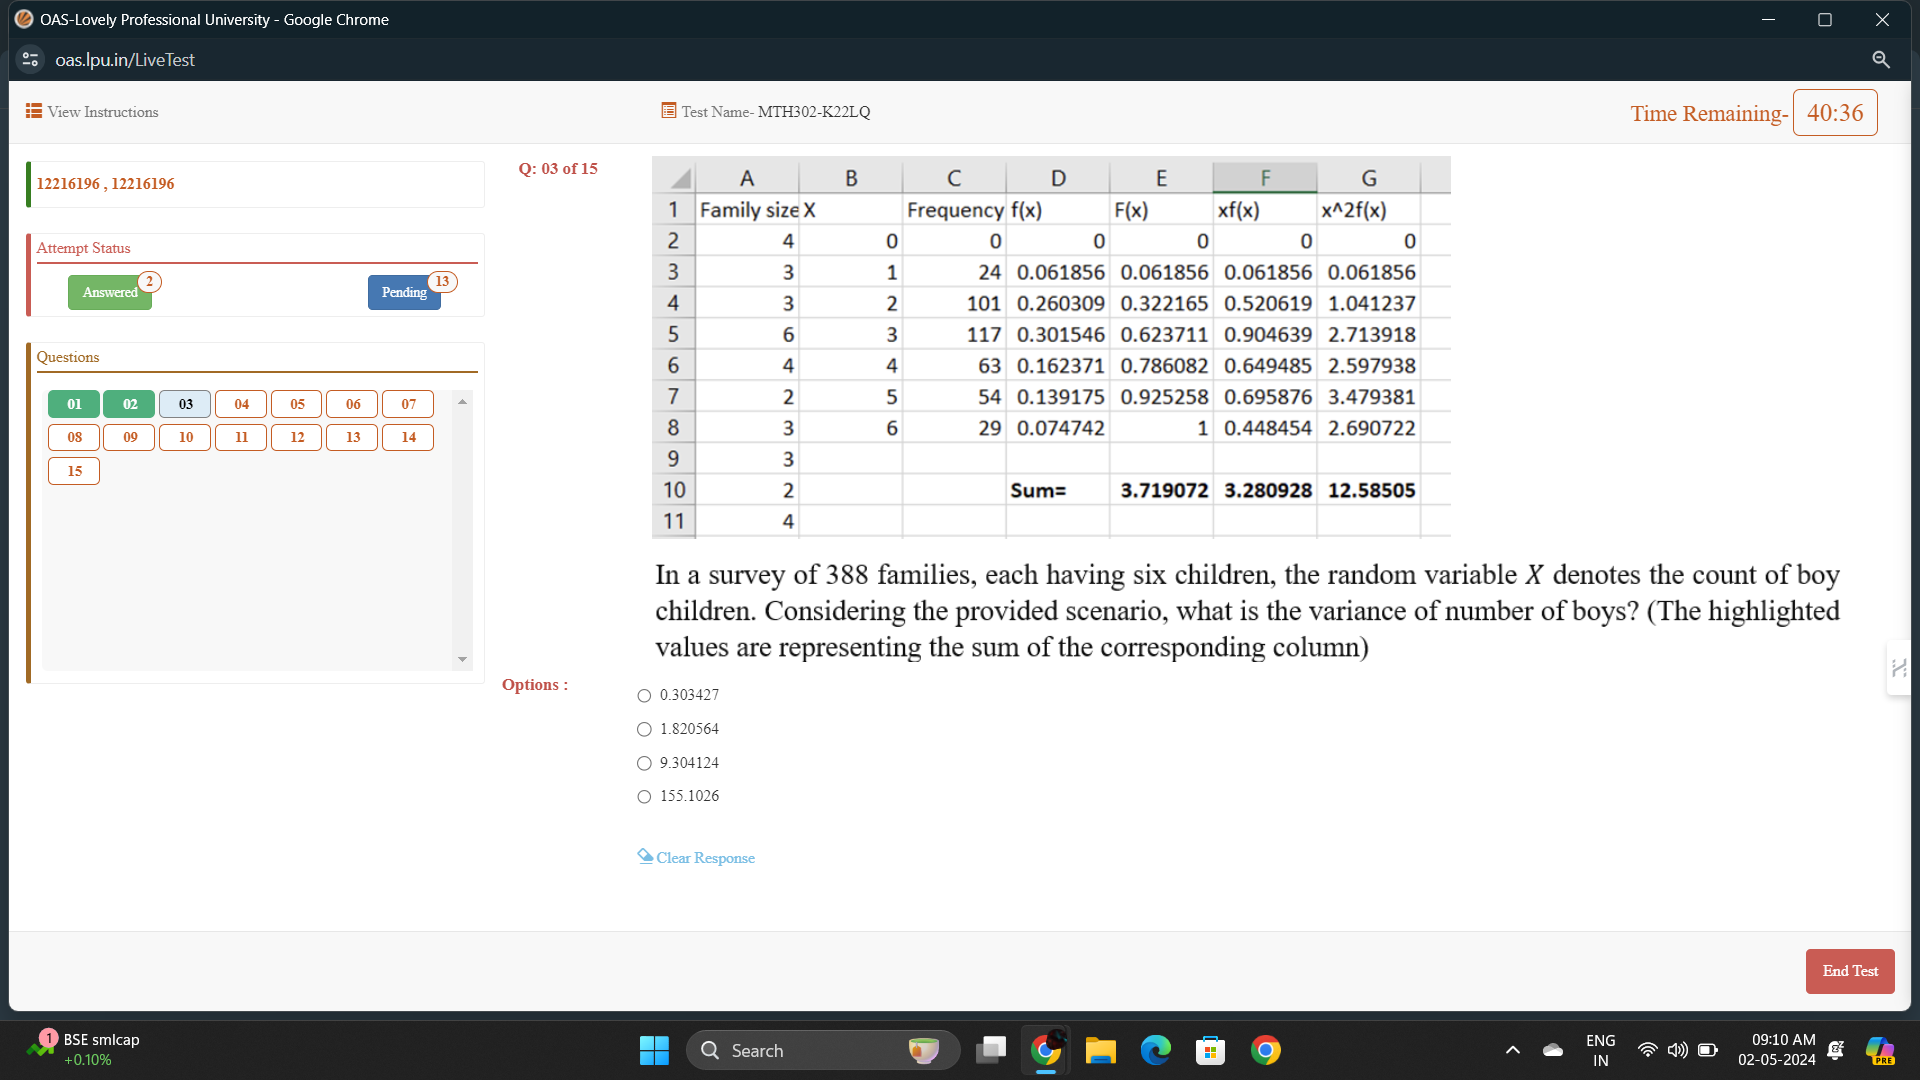 OAS-Lovely Professional University - Google Chrome
oas.lpu.in/LiveTest
View Instructions
Test Name- MTH302-K22LQ
Time Remaining- 40:36
12216196 , 12216196
Attempt Status
Answered 2
Pending 13
Questions
01 02 03 04 05 06 07
08 09 10 11 12 13 14
15
Q: 03 of 15
A B C D E F G
1 Family size X Frequency f(x) F(x) xf(x) x^2f(x)
2 4 0 0 0 0 0 0
3 3 1 24 0.061856 0.061856 0.061856 0.061856
4 3 2 101 0.260309 0.322165 0.520619 1.041237
5 6 3 117 0.301546 0.623711 0.904639 2.713918
6 4 4 63 0.162371 0.786082 0.649485 2.597938
7 2 5 54 0.139175 0.925258 0.695876 3.479381
8 3 6 29 0.074742 1 0.448454 2.690722
9 3
10 2 Sum= 3.719072 3.280928 12.58505
11 4
In a survey of 388 families, each having six children, the random variable X denotes the count of boy
children. Considering the provided scenario, what is the variance of number of boys? (The highlighted
values are representing the sum of the corresponding column)
Options :
0.303427
1.820564
9.304124
155.1026
Clear Response
End Test
1 BSE smlcap
+0.10%
Search
ENG
IN
09:10 AM
02-05-2024
PRE